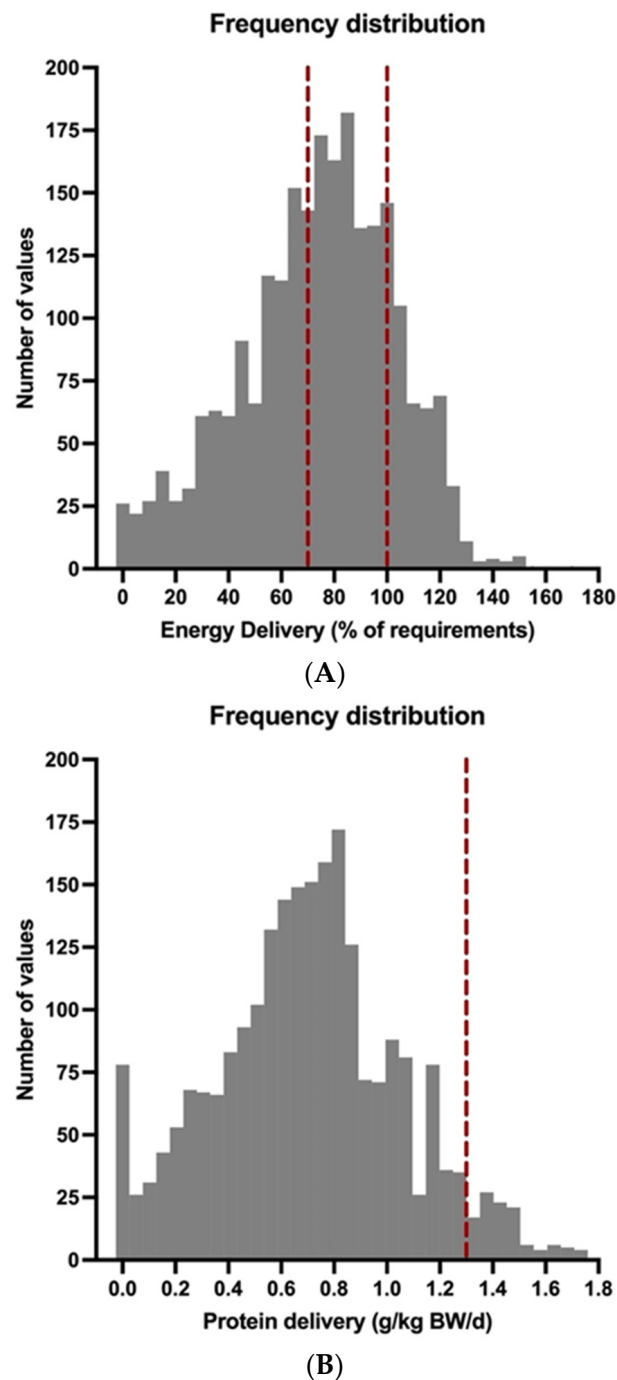 Frequency distribution
200
175
150
125
100
75
50
25
0
Number of values
0 20 40 60 80 100 120 140 160 180
Energy Delivery (% of requirements)
(A)
Frequency distribution
200
175
150
125
100
75
50
25
0
Number of values
0.0 0.2 0.4 0.6 0.8 1.0 1.2 1.4 1.6 1.8
Protein delivery (g/kg BW/d)
(B)